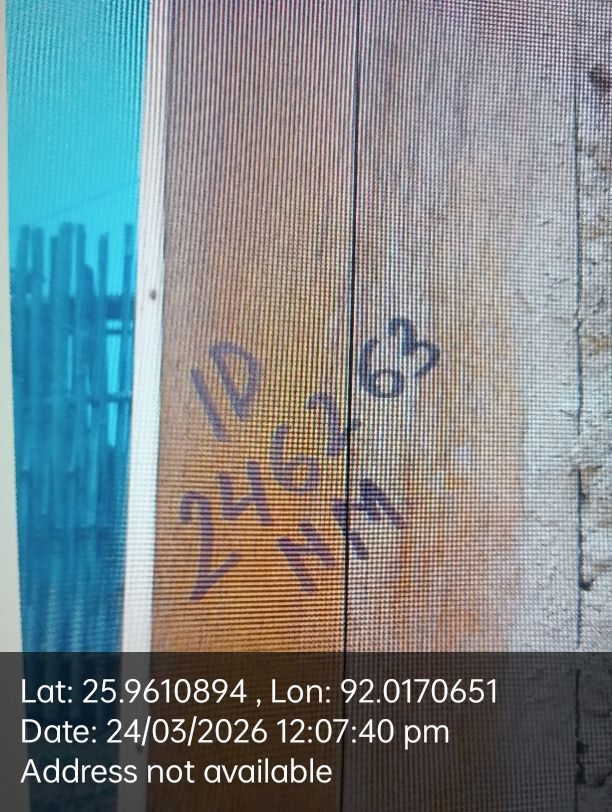 ID
246263
NM
Lat: 25.9610894 , Lon: 92.0170651
Date: 24/03/2026 12:07:40 pm
Address not available